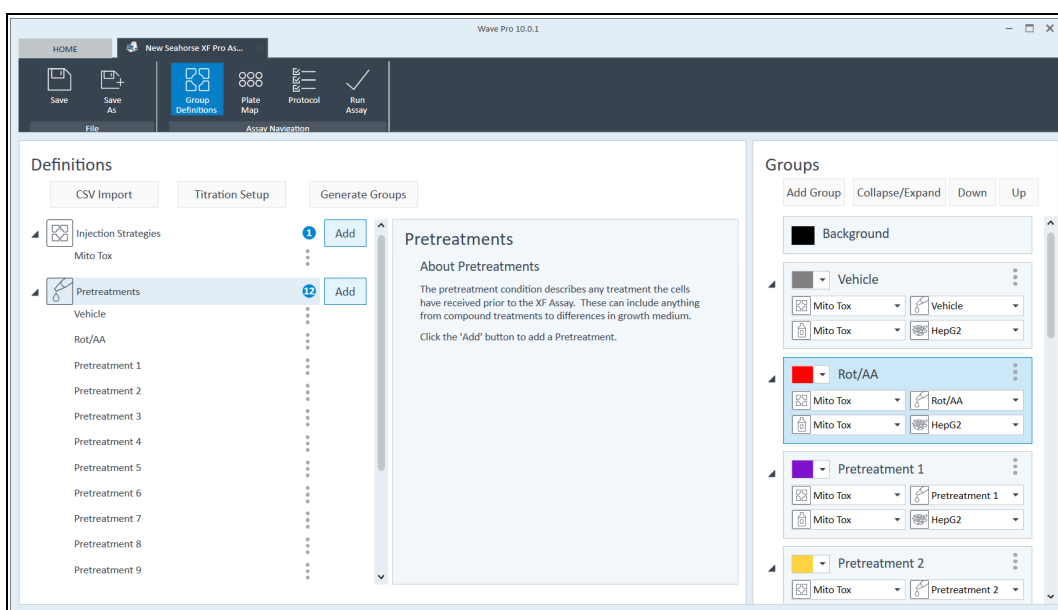 Wave Pro 10.0.1
HOME
New Seahorse XF Pro As...
Save
Save As
Group Definitions
Plate Map
Protocol
Run Assay
File
Assay Navigation
Definitions
CSV Import
Titration Setup
Generate Groups
Injection Strategies
1
Add
Mito Tox
Pretreatments
12
Add
Vehicle
Rot/AA
Pretreatment 1
Pretreatment 2
Pretreatment 3
Pretreatment 4
Pretreatment 5
Pretreatment 6
Pretreatment 7
Pretreatment 8
Pretreatment 9
Pretreatments
About Pretreatments
The pretreatment condition describes any treatment the cells
have received prior to the XF Assay. These can include anything
from compound treatments to differences in growth medium.
Click the 'Add' button to add a Pretreatment.
Groups
Add Group
Collapse/Expand
Down
Up
Background
Vehicle
Mito Tox
Vehicle
Mito Tox
HepG2
Rot/AA
Mito Tox
Rot/AA
Mito Tox
HepG2
Pretreatment 1
Mito Tox
Pretreatment 1
Mito Tox
HepG2
Pretreatment 2
Mito Tox
Pretreatment 2